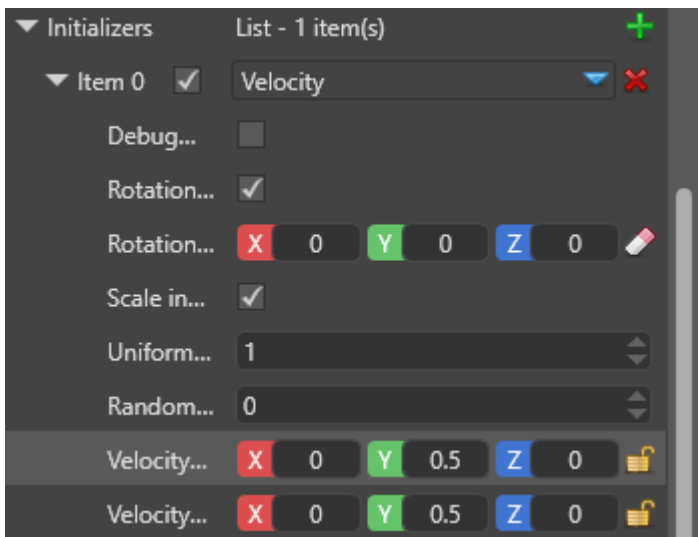 Initializers List - 1 item(s)
Item 0 Velocity
Debug...
Rotation...
Rotation... X 0 Y 0 Z 0
Scale in...
Uniform... 1
Random... 0
Velocity... X 0 Y 0.5 Z 0
Velocity... X 0 Y 0.5 Z 0